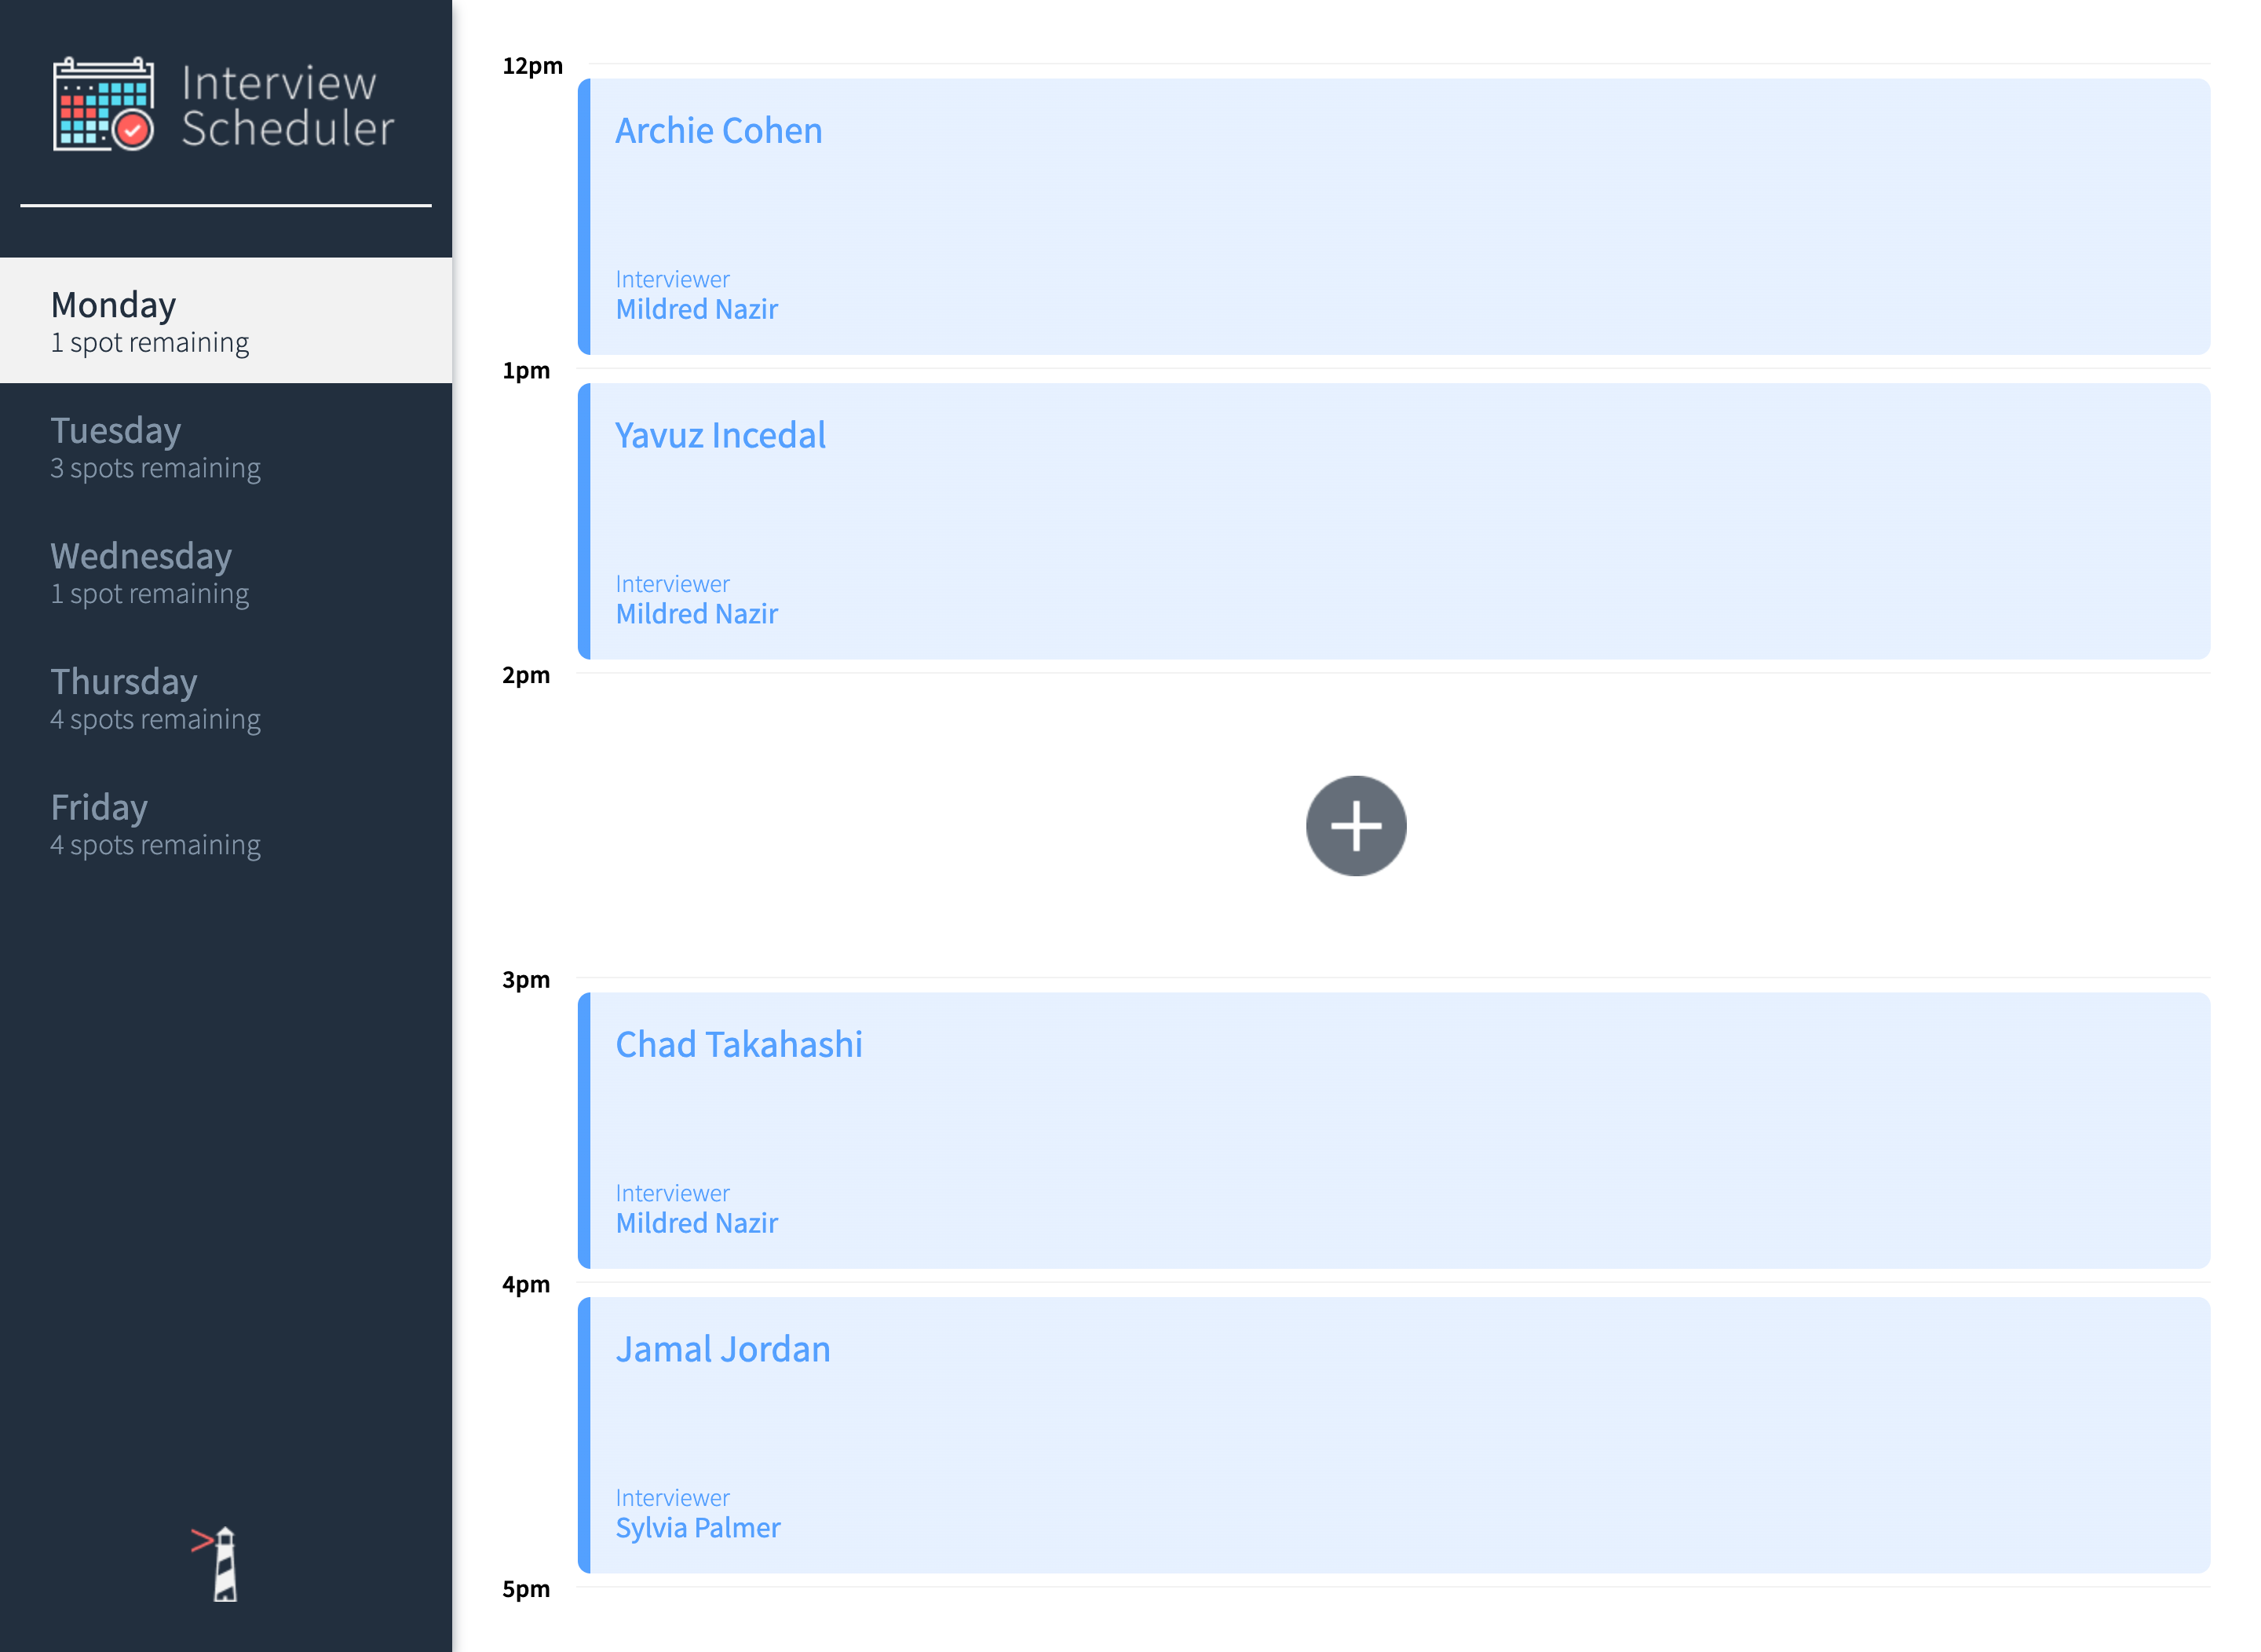 Interview
Scheduler
Monday
1 spot remaining
Tuesday
3 spots remaining
Wednesday
1 spot remaining
Thursday
4 spots remaining
Friday
4 spots remaining
12pm
Archie Cohen
Interviewer
Mildred Nazir
1pm
Yavuz Incedal
Interviewer
Mildred Nazir
2pm
3pm
Chad Takahashi
Interviewer
Mildred Nazir
4pm
Jamal Jordan
Interviewer
Sylvia Palmer
5pm